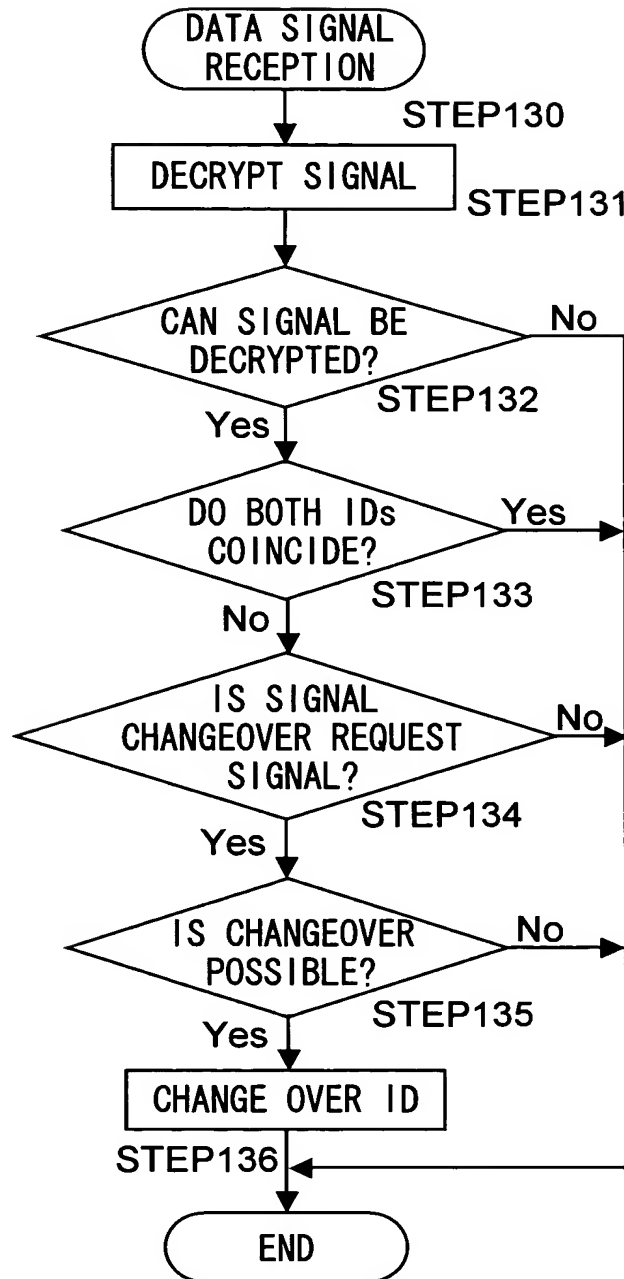 DATA SIGNAL
RECEPTION
STEP130
DECRYPT SIGNAL
STEP131
CAN SIGNAL BE
DECRYPTED?
No
STEP132
Yes
DO BOTH IDs
COINCIDE?
Yes
STEP133
No
IS SIGNAL
CHANGEOVER REQUEST
SIGNAL?
No
STEP134
Yes
IS CHANGEOVER
POSSIBLE?
No
STEP135
Yes
CHANGE OVER ID
STEP136
END